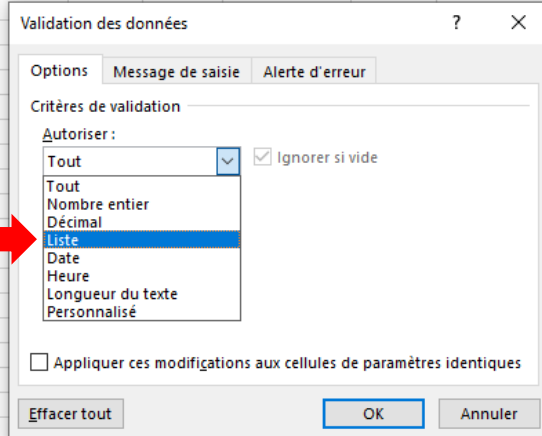 Validation des données ? ×
Options Message de saisie Alerte d'erreur
Critères de validation
Autoriser :
Tout Ignorer si vide
Tout
Nombre entier
Décimal
Liste
Date
Heure
Longueur du texte
Personnalisé
Appliquer ces modifications aux cellules de paramètres identiques
Effacer tout OK Annuler